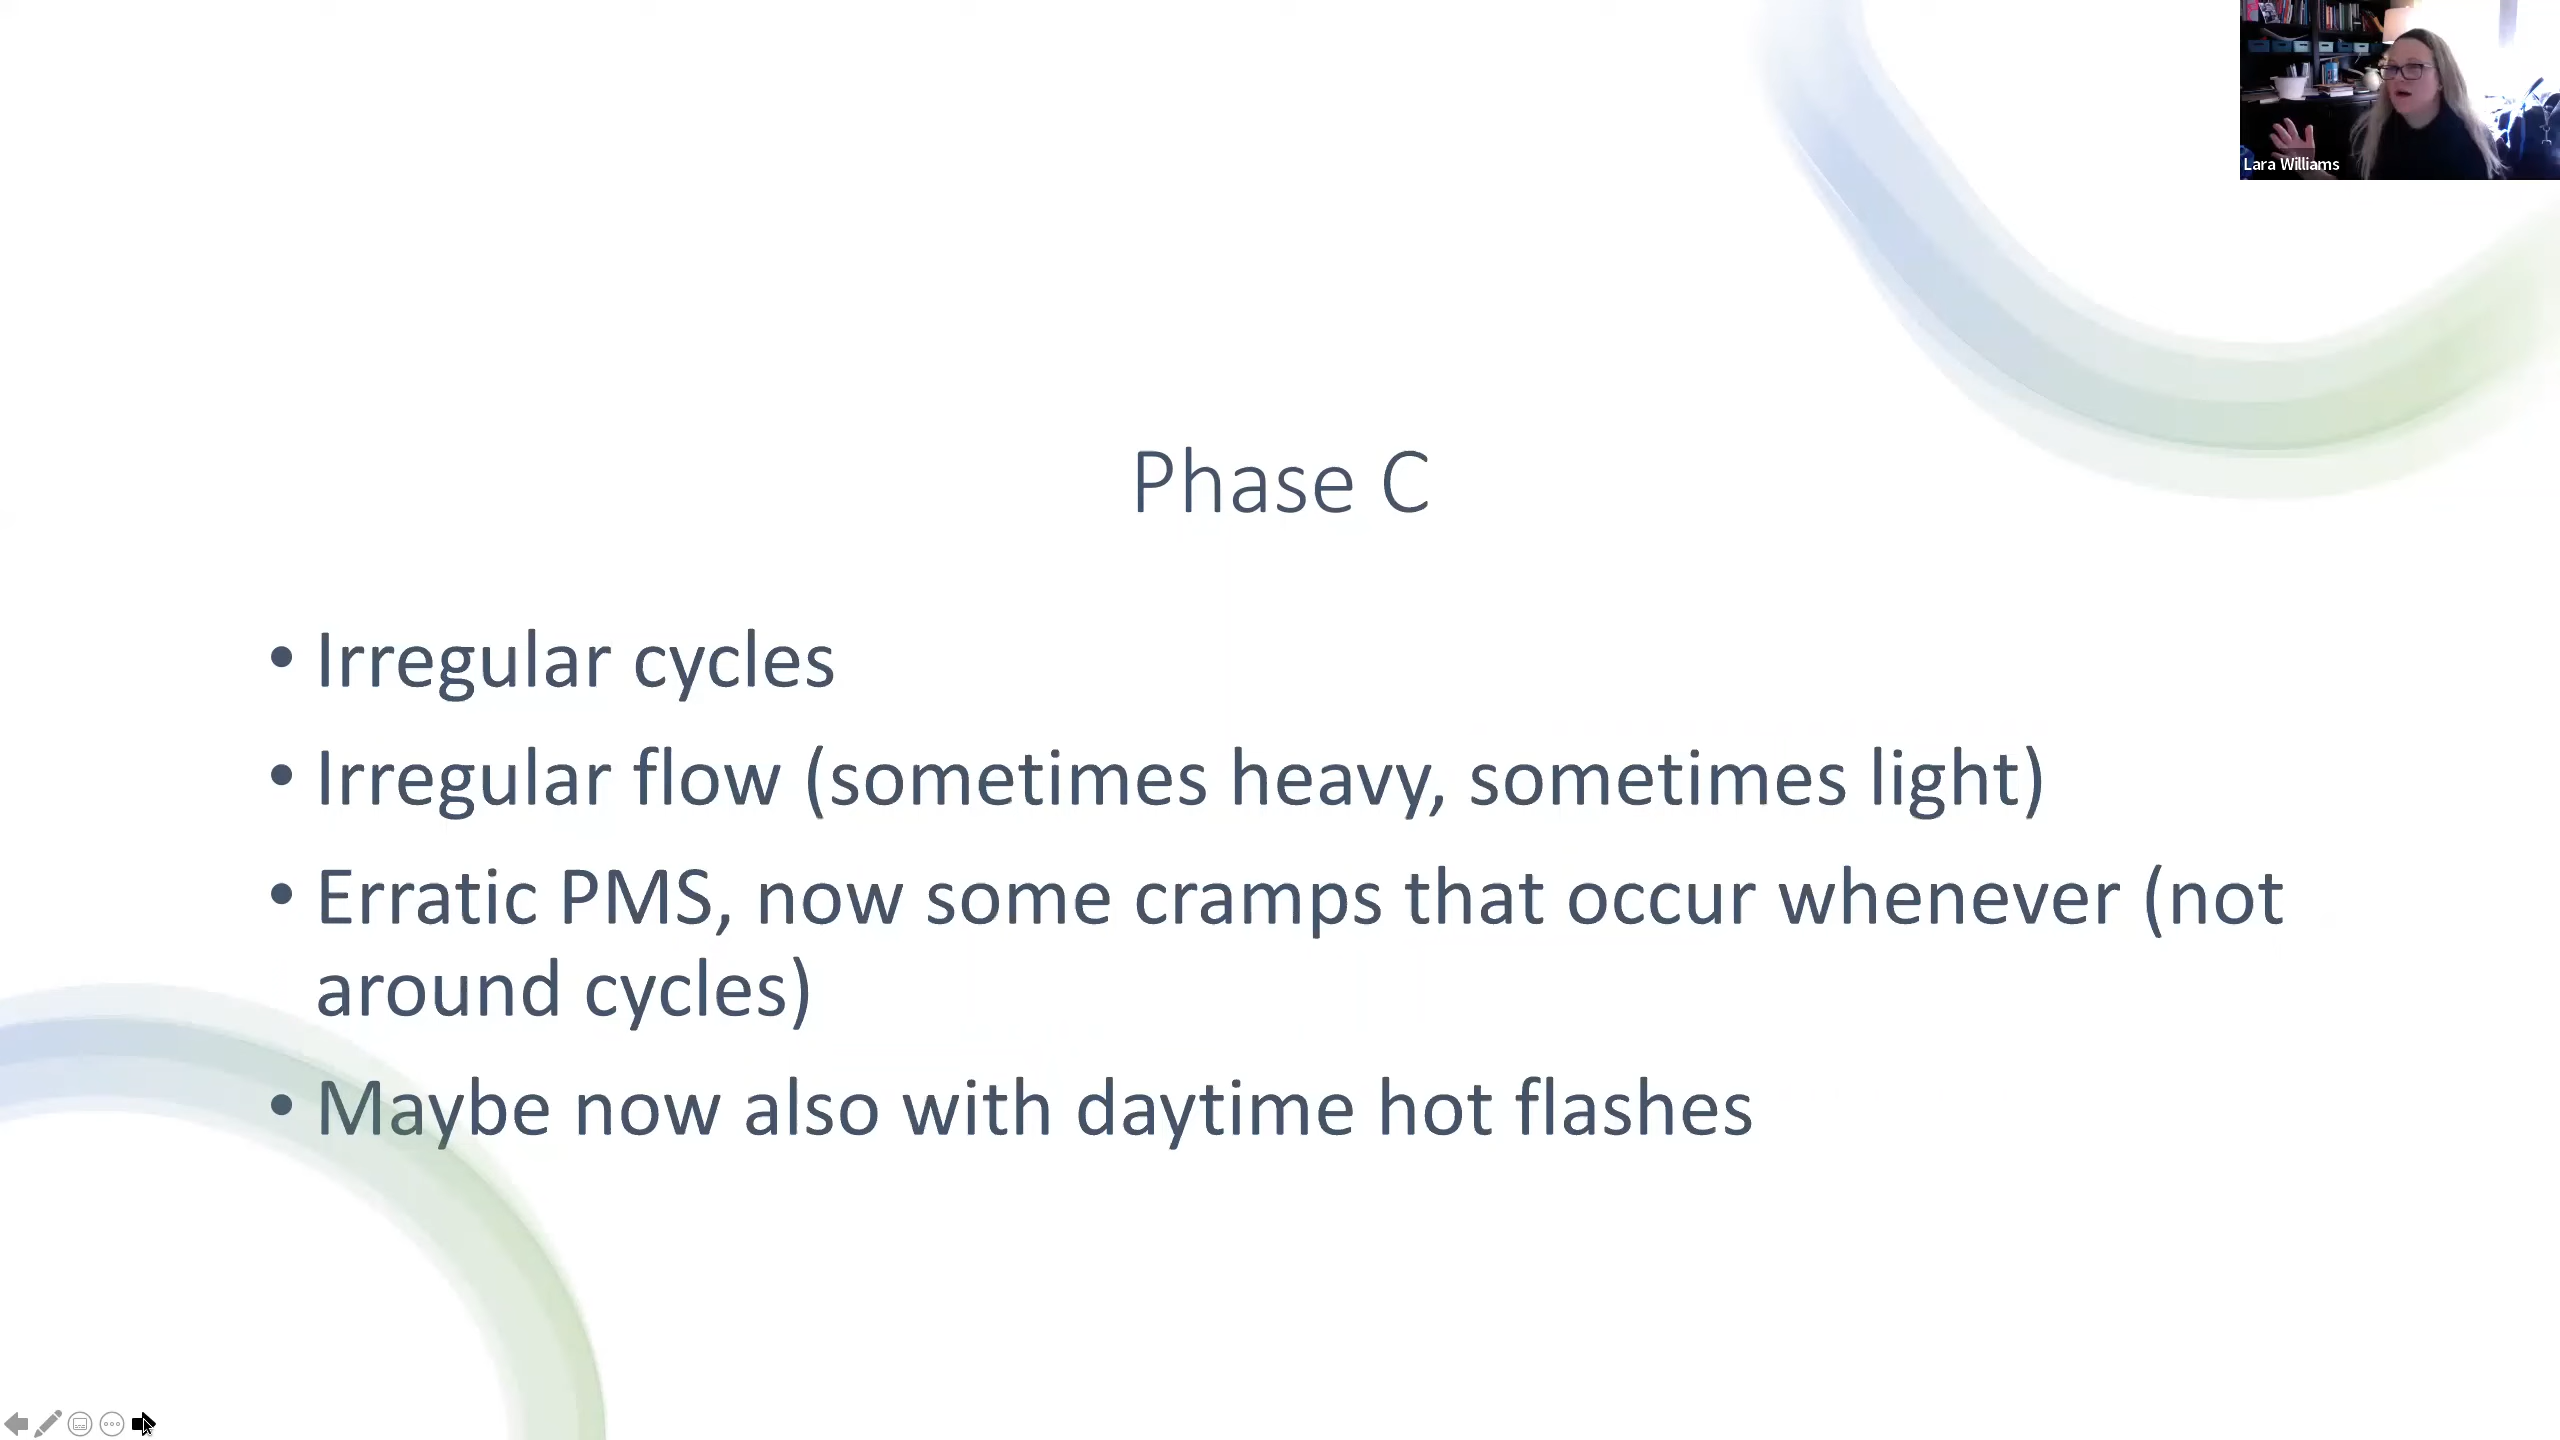 Lara Williams
Phase C
• Irregular cycles
• Irregular flow (sometimes heavy, sometimes light)
• Erratic PMS, now some cramps that occur whenever (not
around cycles)
• Maybe now also with daytime hot flashes